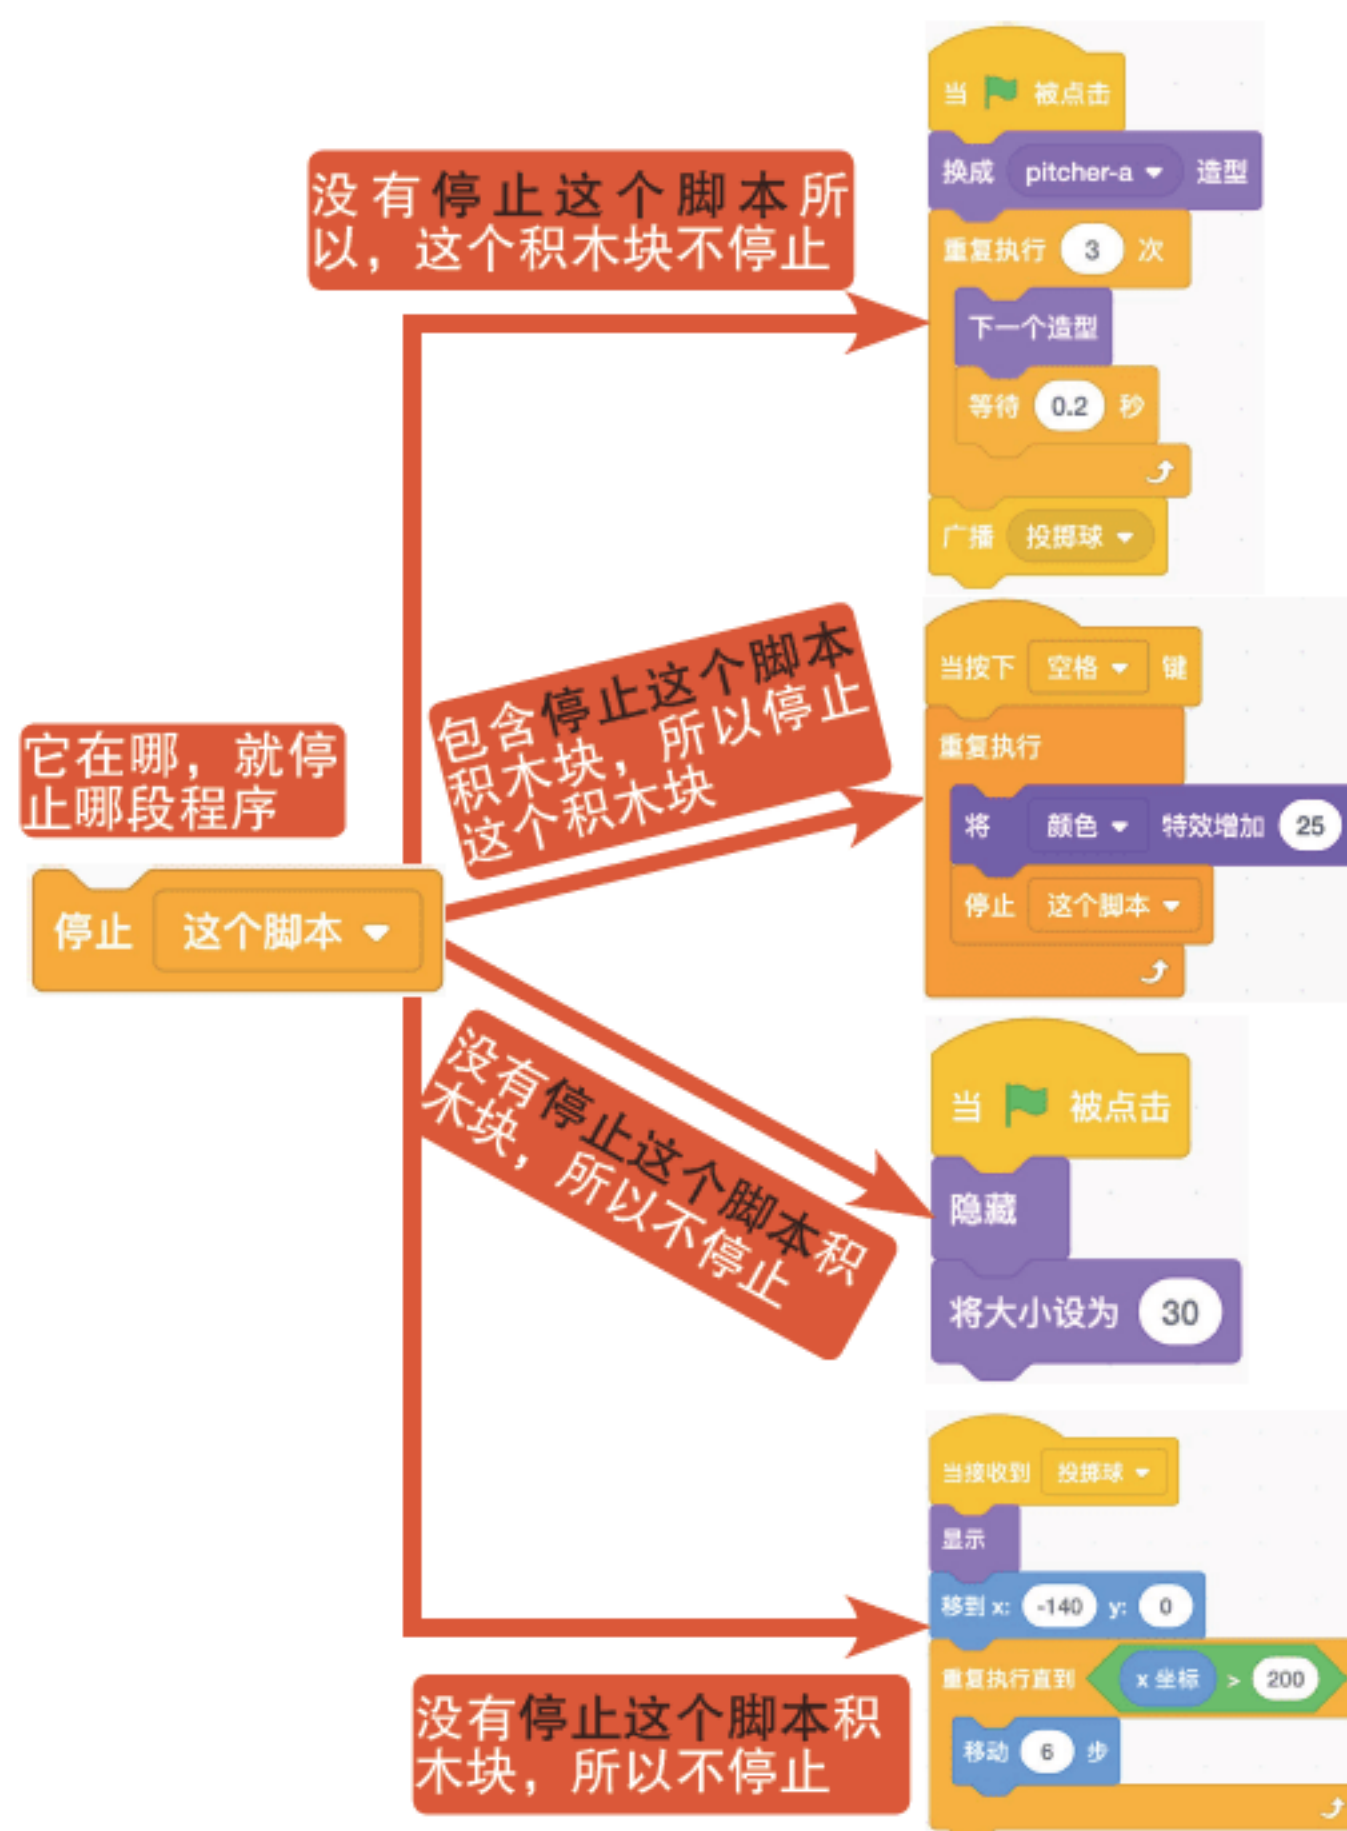 当 被点击
换成 pitcher-a 造型
重复执行 3 次
下一个造型
等待 0.2 秒
广播 投掷球
没有停止这个脚本所
以，这个积木块不停止
当按下 空格 键
重复执行
将 颜色 特效增加 25
停止 这个脚本
包含停止这个脚本
积木块，所以停止
这个积木块
它在哪，就停
止哪段程序
停止 这个脚本
没有停止这个脚本积
木块，所以不停止
当 被点击
隐藏
将大小设为 30
当接收到 投掷球
显示
移到 x: -140 y: 0
重复执行直到 x 坐标 > 200
移动 6 步
没有停止这个脚本积
木块，所以不停止